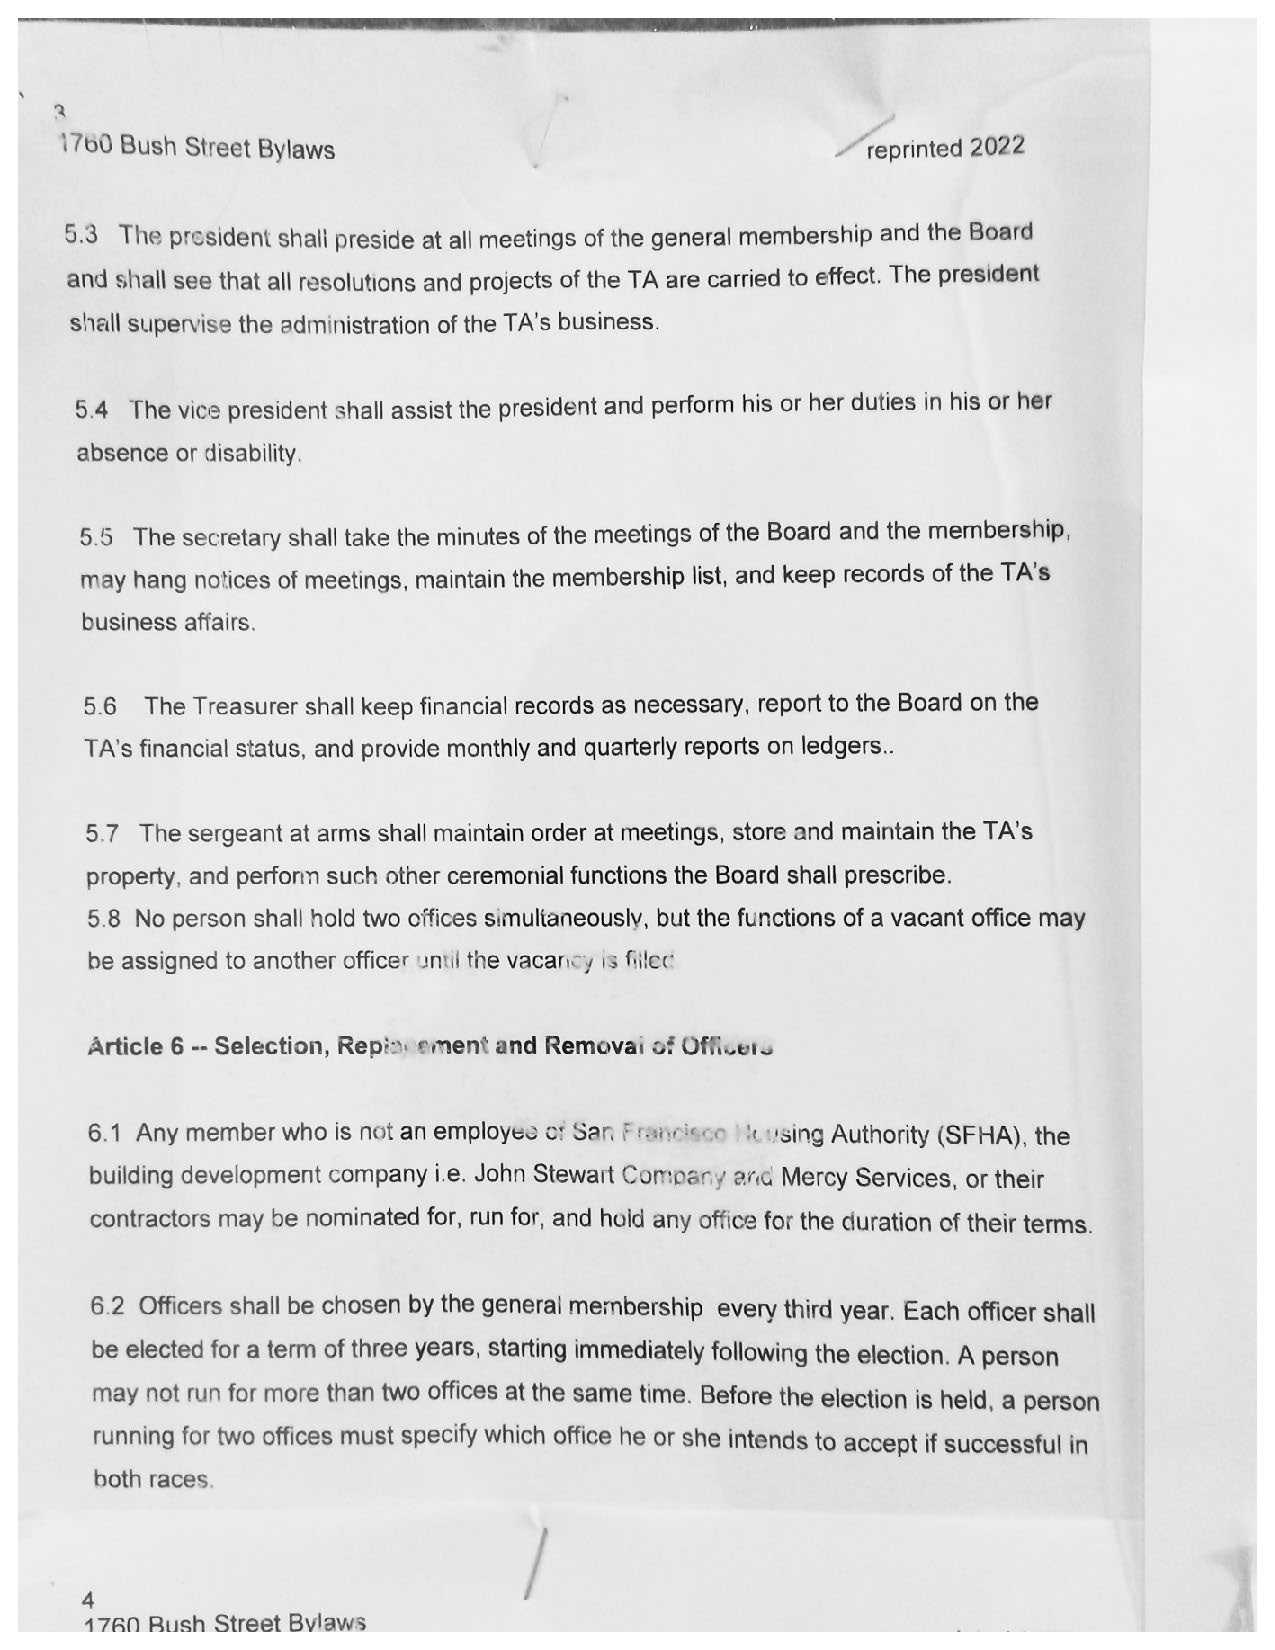 3
1760 Bush Street Bylaws
reprinted 2022
5.3 The president shall preside at all meetings of the general membership and the Board
and shall see that all resolutions and projects of the TA are carried to effect. The president
shall supervise the administration of the TA's business.
5.4 The vice president shall assist the president and perform his or her duties in his or her
absence or disability.
5.5 The secretary shall take the minutes of the meetings of the Board and the membership,
may hang notices of meetings, maintain the membership list, and keep records of the TA's
business affairs.
5.6 The Treasurer shall keep financial records as necessary, report to the Board on the
TA's financial status, and provide monthly and quarterly reports on ledgers..
5.7 The sergeant at arms shall maintain order at meetings, store and maintain the TA's
property, and perform such other ceremonial functions the Board shall prescribe.
5.8 No person shall hold two offices simultaneously, but the functions of a vacant office may
be assigned to another officer until the vacancy is filled
Article 6 -- Selection, Replacement and Removal of Officers
6.1 Any member who is not an employee of San Francisco Housing Authority (SFHA), the
building development company i.e. John Stewart Company and Mercy Services, or their
contractors may be nominated for, run for, and hold any office for the duration of their terms.
6.2 Officers shall be chosen by the general membership every third year. Each officer shall
be elected for a term of three years, starting immediately following the election. A person
may not run for more than two offices at the same time. Before the election is held, a person
running for two offices must specify which office he or she intends to accept if successful in
both races.
4
1760 Bush Street Bylaws